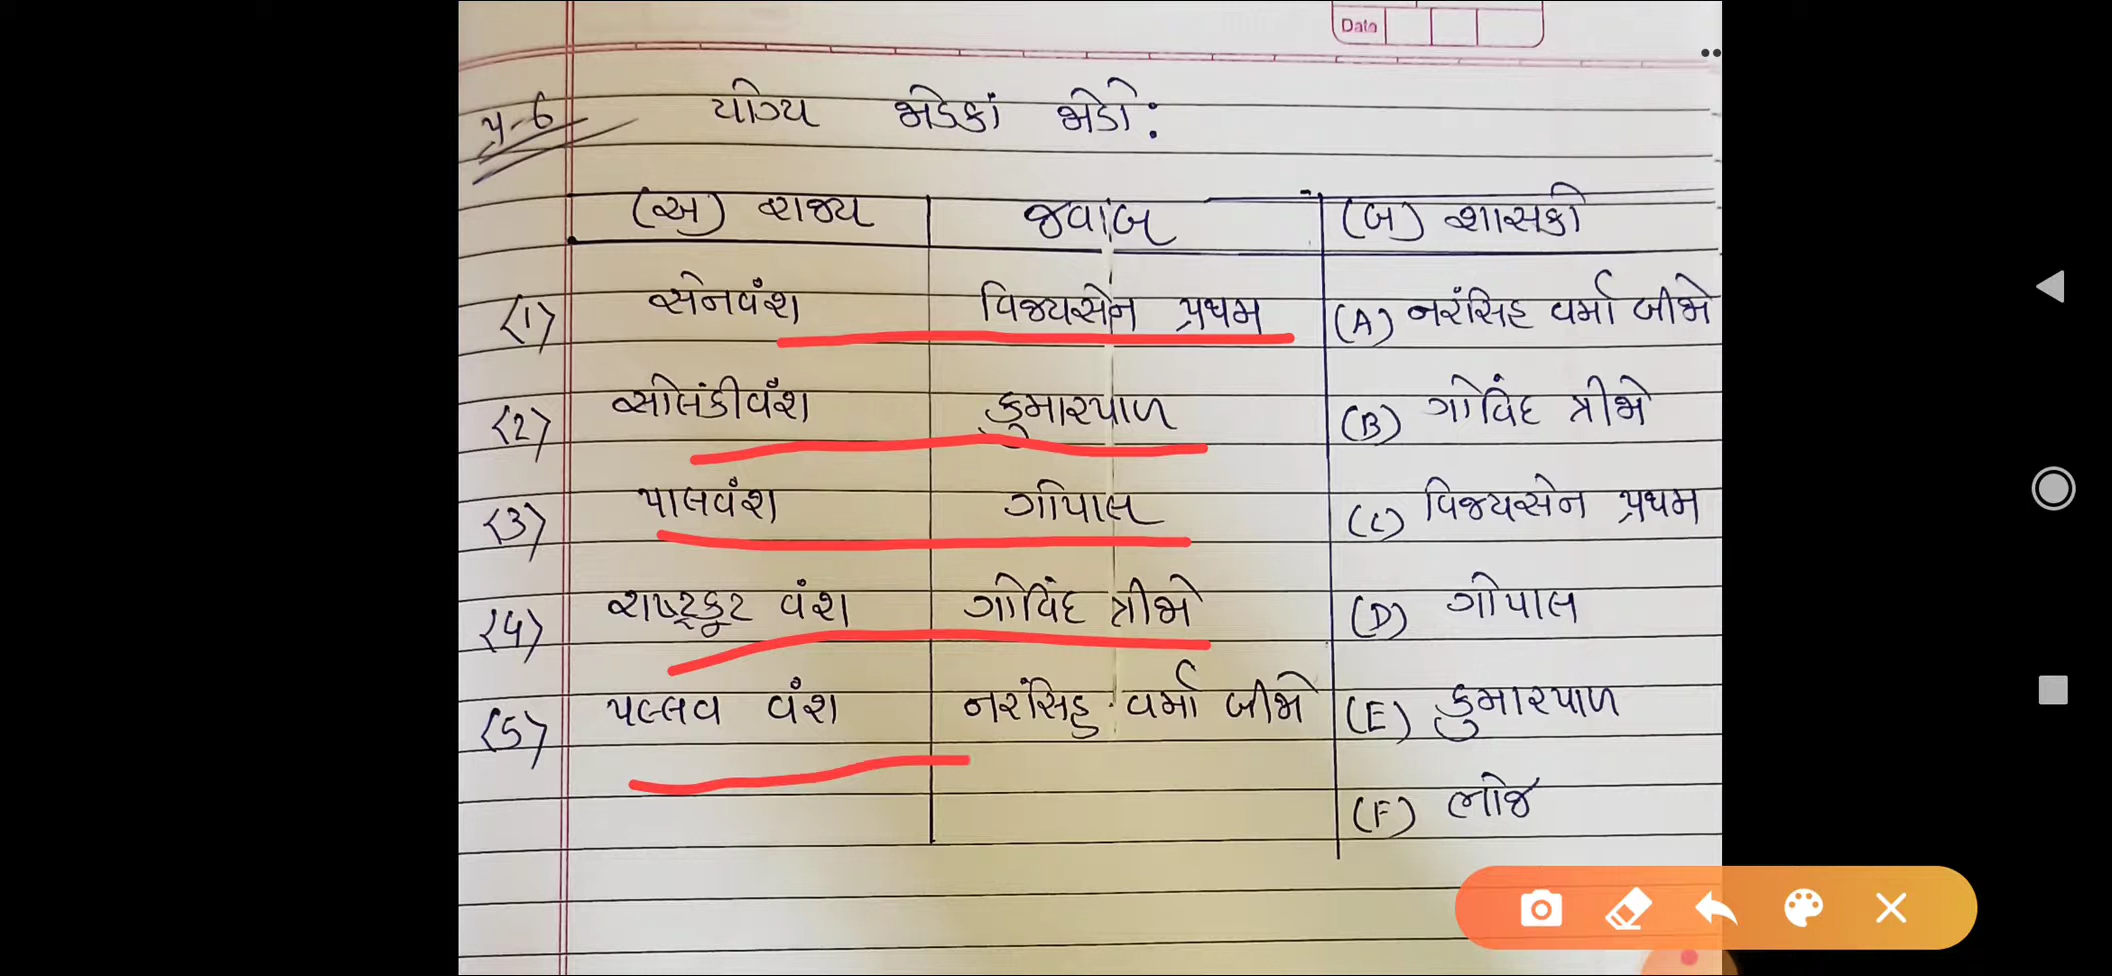 Data
પ્ર-6 યોગ્ય જોડકાં જોડો:
(અ) રાજ્ય જવાબ (બ) શાસકો
(1) સેનવંશ વિજયસેન પ્રથમ (A) નરસિંહ વર્મા બીજો
(2) સોલંકીવંશ કુમારપાળ (B) ગોવિંદ ત્રીજો
(3) પાલવંશ ગોપાલ (C) વિજયસેન પ્રથમ
(4) રાષ્ટ્રકૂટ વંશ ગોવિંદ ત્રીજો (D) ગોપાલ
(5) પલ્લવ વંશ નરસિંહ વર્મા બીજો (E) કુમારપાળ
(F) ભોજ